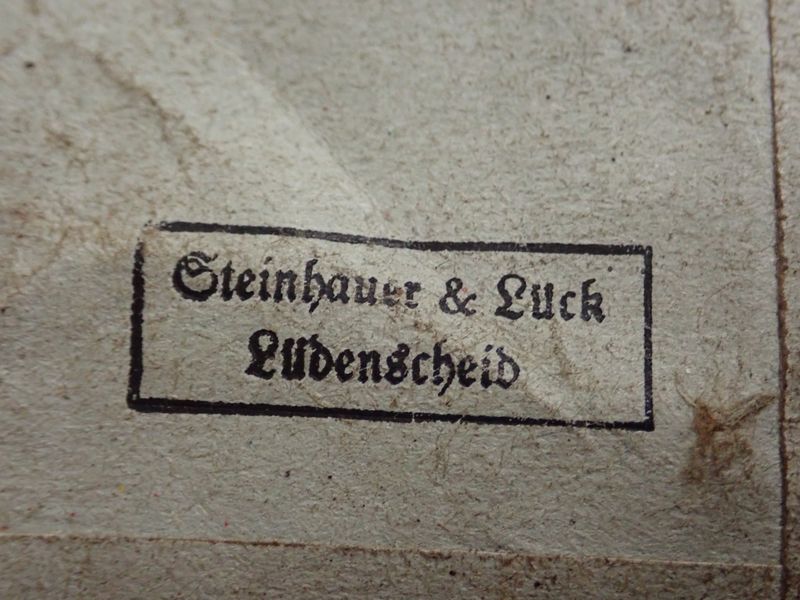 Steinhauer & Lück
Lüdenscheid